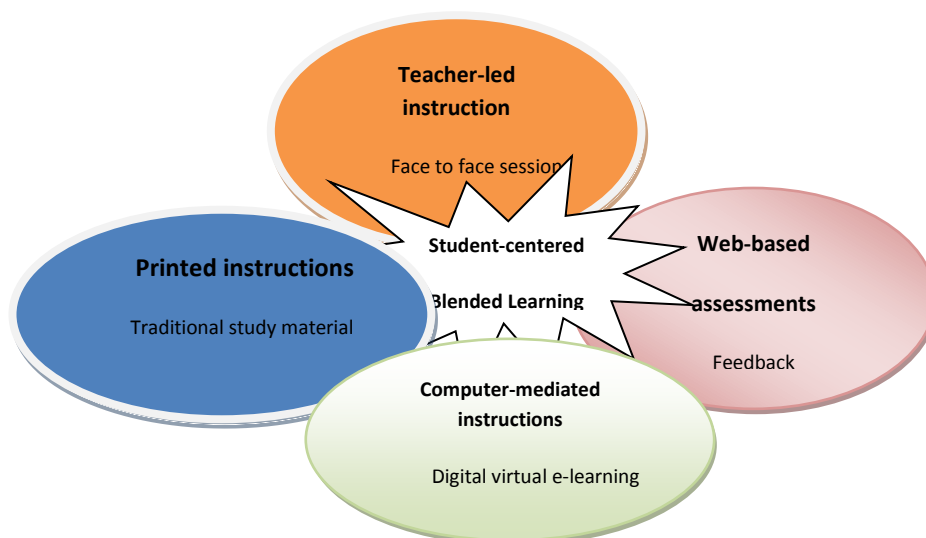 Teacher-led
instruction
Face to face session
Student-centered
Blended Learning
Printed instructions
Traditional study material
Web-based
assessments
Feedback
Computer-mediated
instructions
Digital virtual e-learning